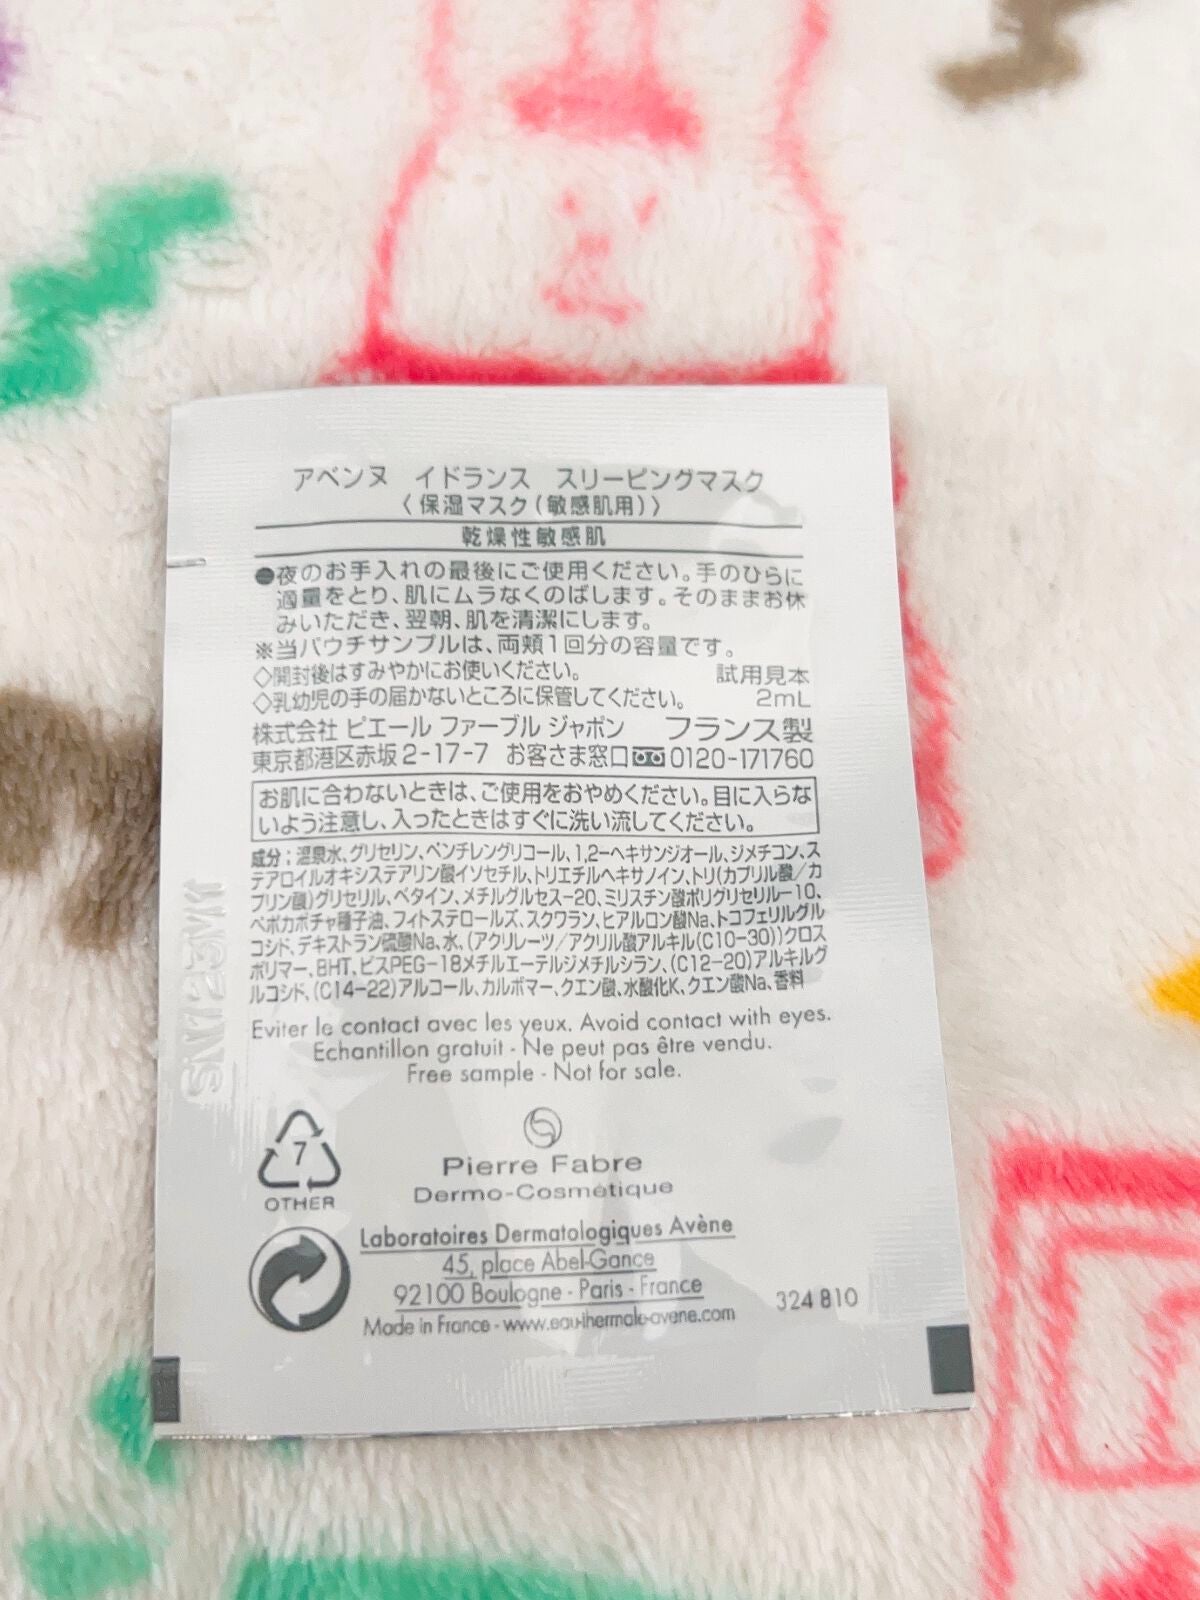 アベンヌ　イドランス　スリーピングマスク
〈保湿マスク(敏感肌用)〉
乾燥性敏感肌
●夜のお手入れの最後にご使用ください。手のひらに
適量をとり、肌にムラなくのばします。そのままお休
みいただき、翌朝、肌を清潔にします。
※当パウチサンプルは、両頬1回分の容量です。
◇開封後はすみやかにお使いください。 試用見本
◇乳幼児の手の届かないところに保管してください。 2mL
株式会社 ピエール ファーブル ジャポン フランス製
東京都港区赤坂2-17-7 お客さま窓口 0120-171760
お肌に合わないときは、ご使用をおやめください。目に入らな
いよう注意し、入ったときはすぐに洗い流してください。
成分：温泉水、グリセリン、ペンチレングリコール、1,2-ヘキサンジオール、ジメチコン、ス
テアロイルオキシステアリン酸イソセチル、トリエチルヘキサノイン、トリ(カプリル酸/カ
プリン酸)グリセリル、ベタイン、メチルグルセス-20、ミリスチン酸ポリグリセリル-10、
ペポカボチャ種子油、フィトステロールズ、スクワラン、ヒアルロン酸Na、トコフェリルグル
コシド、デキストラン硫酸Na、水、(アクリレーツ/アクリル酸アルキル(C10-30))クロス
ポリマー、BHT、ビスPEG-18メチルエーテルジメチルシラン、(C12-20)アルキルグ
ルコシド、(C14-22)アルコール、カルボマー、クエン酸、水酸化K、クエン酸Na、香料
Eviter le contact avec les yeux. Avoid contact with eyes.
Echantillon gratuit - Ne peut pas être vendu.
Free sample - Not for sale.
7
OTHER
Pierre Fabre
Dermo-Cosmétique
Laboratoires Dermatologiques Avène
45, place Abel-Gance
92100 Boulogne - Paris - France
Made in France - www.eau-thermale-avene.com
324 810